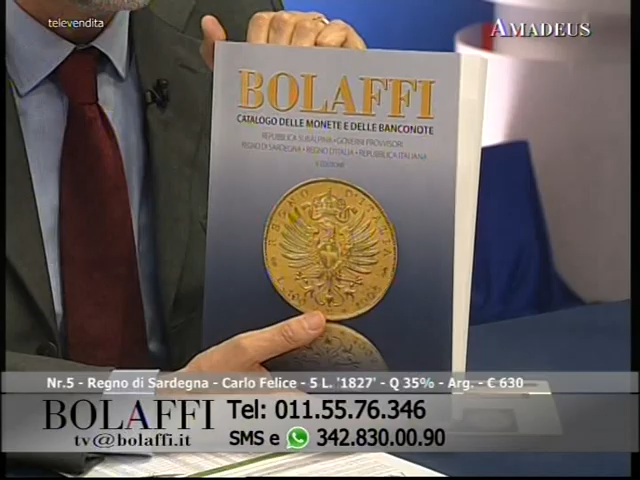 televendita
AMADEUS
BOLAFFI
CATALOGO DELLE MONETE E DELLE BANCONOTE
REPUBBLICA SUBALPINA • GOVERNI PROVVISORI
REGNO DI SARDEGNA • REGNO D'ITALIA • REPUBBLICA ITALIANA
REGNO D'ITALIA
Nr.5 - Regno di Sardegna - Carlo Felice - 5 L. '1827' - Q 35% - Arg. - € 630
BOLAFFI Tel: 011.55.76.346
tv@bolaffi.it SMS e 342.830.00.90